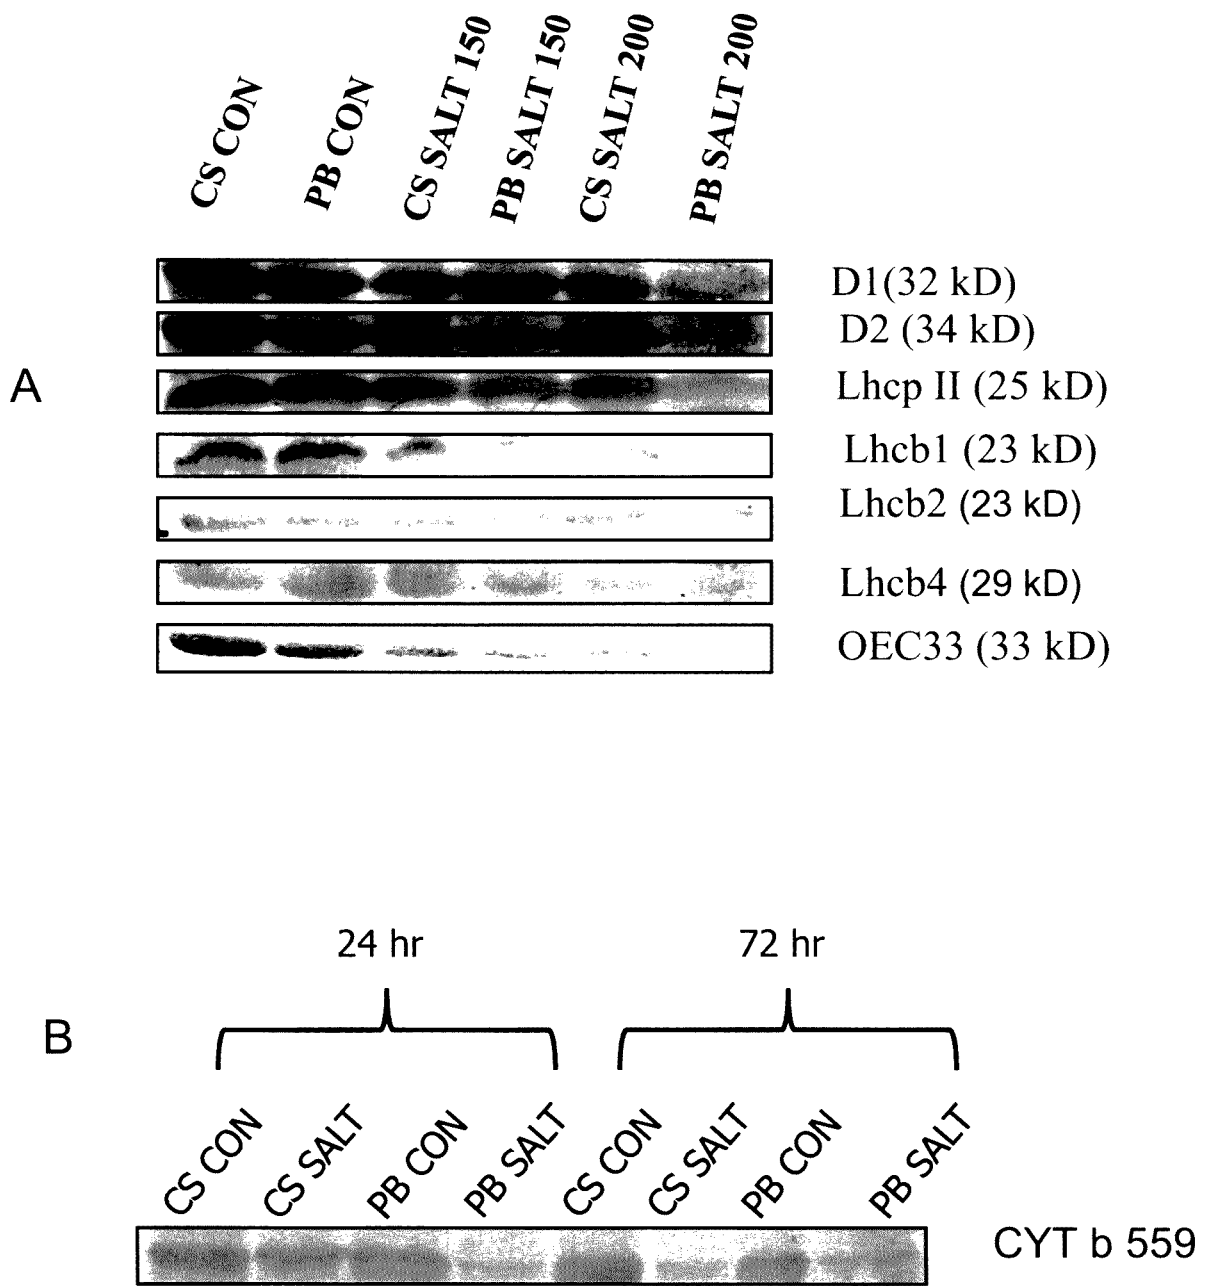 CS CON
PB CON
CS SALT 150
PB SALT 150
CS SALT 200
PB SALT 200
A
D1(32 kD)
D2 (34 kD)
Lhcp II (25 kD)
Lhcb1 (23 kD)
Lhcb2 (23 kD)
Lhcb4 (29 kD)
OEC33 (33 kD)
B
24 hr
72 hr
CS CON
CS SALT
PB CON
PB SALT
CS CON
CS SALT
PB CON
PB SALT
CYT b 559